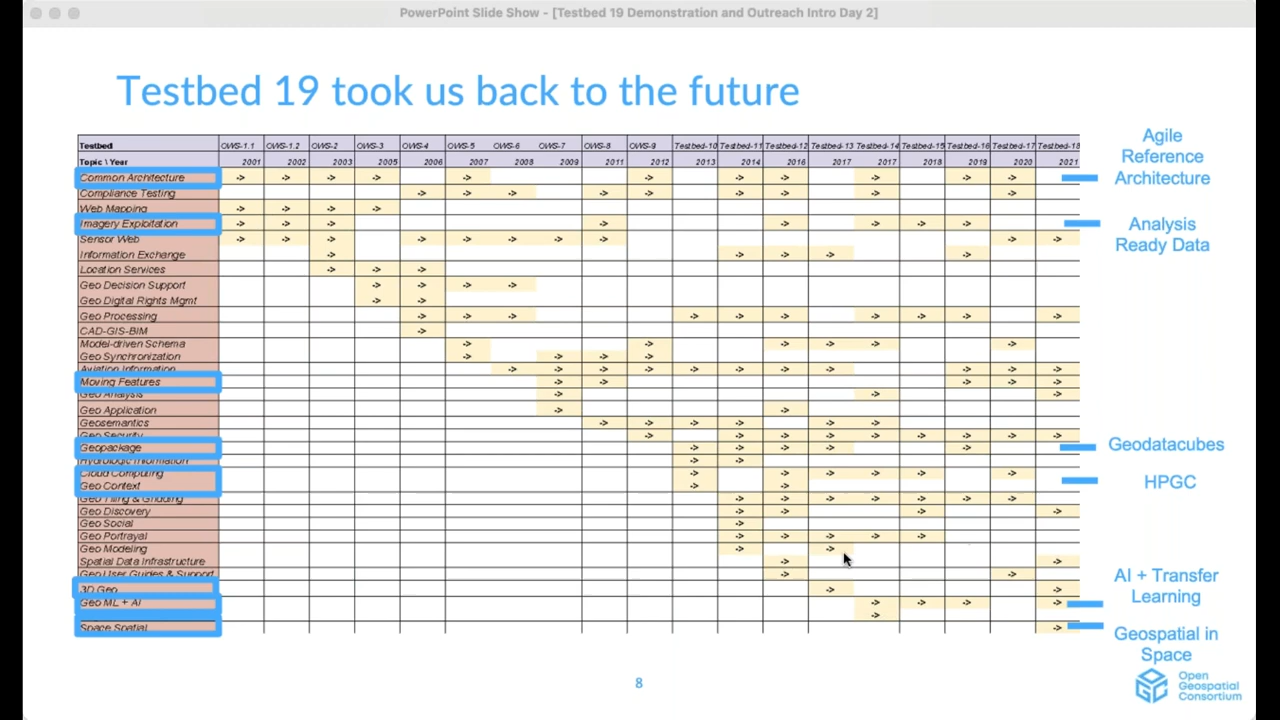 PowerPoint Slide Show - [Testbed 19 Demonstration and Outreach Intro Day 2]
Testbed 19 took us back to the future
Testbed OWS-1.1 OWS-1.2 OWS-2 OWS-3 OWS-4 OWS-5 OWS-6 OWS-7 OWS-8 OWS-9 Testbed-10 Testbed-11 Testbed-12 Testbed-13 Testbed-14 Testbed-15 Testbed-16 Testbed-17 Testbed-18
Topic \ Year 2001 2002 2003 2005 2006 2007 2008 2009 2011 2012 2013 2014 2016 2017 2017 2018 2019 2020 2021
Common Architecture -> -> -> -> -> -> -> -> -> -> ->
Compliance Testing -> -> -> -> -> -> -> -> ->
Web Mapping -> -> -> ->
Imagery Exploitation -> -> -> -> -> -> -> ->
Sensor Web -> -> -> -> -> -> -> -> -> ->
Information Exchange -> -> -> -> ->
Location Services -> -> ->
Geo Decision Support -> -> -> ->
Geo Digital Rights Mgmt -> ->
Geo Processing -> -> -> -> -> -> -> -> ->
CAD-GIS-BIM ->
Model-driven Schema -> -> -> -> -> ->
Geo Synchronization -> -> -> ->
Aviation Information -> -> -> -> -> -> -> -> -> -> ->
Moving Features -> -> -> -> ->
Geo Analysis -> -> ->
Geo Application -> ->
Geosemantics -> -> -> -> -> -> ->
Geo Security -> -> -> -> -> -> -> -> ->
Geopackage -> -> -> -> ->
Hydrologic Information -> ->
Cloud Computing -> -> -> -> -> ->
Geo Context -> ->
Geo Tiling & Gridding -> -> -> -> -> -> ->
Geo Discovery -> -> -> ->
Geo Social ->
Geo Portrayal -> -> -> -> ->
Geo Modeling -> ->
Spatial Data Infrastructure -> ->
Geo User Guides & Support -> ->
3D Geo -> ->
Geo ML + AI -> -> -> ->
->
Space Spatial ->
Agile
Reference
Architecture
Analysis
Ready Data
Geodatacubes
HPGC
AI + Transfer
Learning
Geospatial in
Space
8
OGC
Open
Geospatial
Consortium